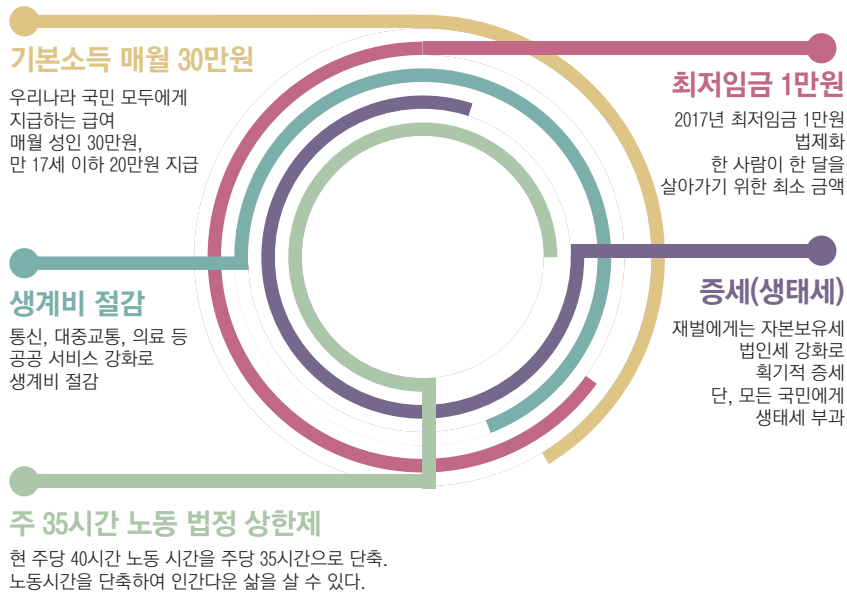 기본소득 매월 30만원
우리나라 국민 모두에게
지급하는 급여
매월 성인 30만원,
만 17세 이하 20만원 지급
최저임금 1만원
2017년 최저임금 1만원
법제화
한 사람이 한 달을
살아가기 위한 최소 금액
생계비 절감
통신, 대중교통, 의료 등
공공 서비스 강화로
생계비 절감
증세(생태세)
재벌에게는 자본보유세
법인세 강화로
획기적 증세
단, 모든 국민에게
생태세 부과
주 35시간 노동 법정 상한제
현 주당 40시간 노동 시간을 주당 35시간으로 단축.
노동시간을 단축하여 인간다운 삶을 살 수 있다.